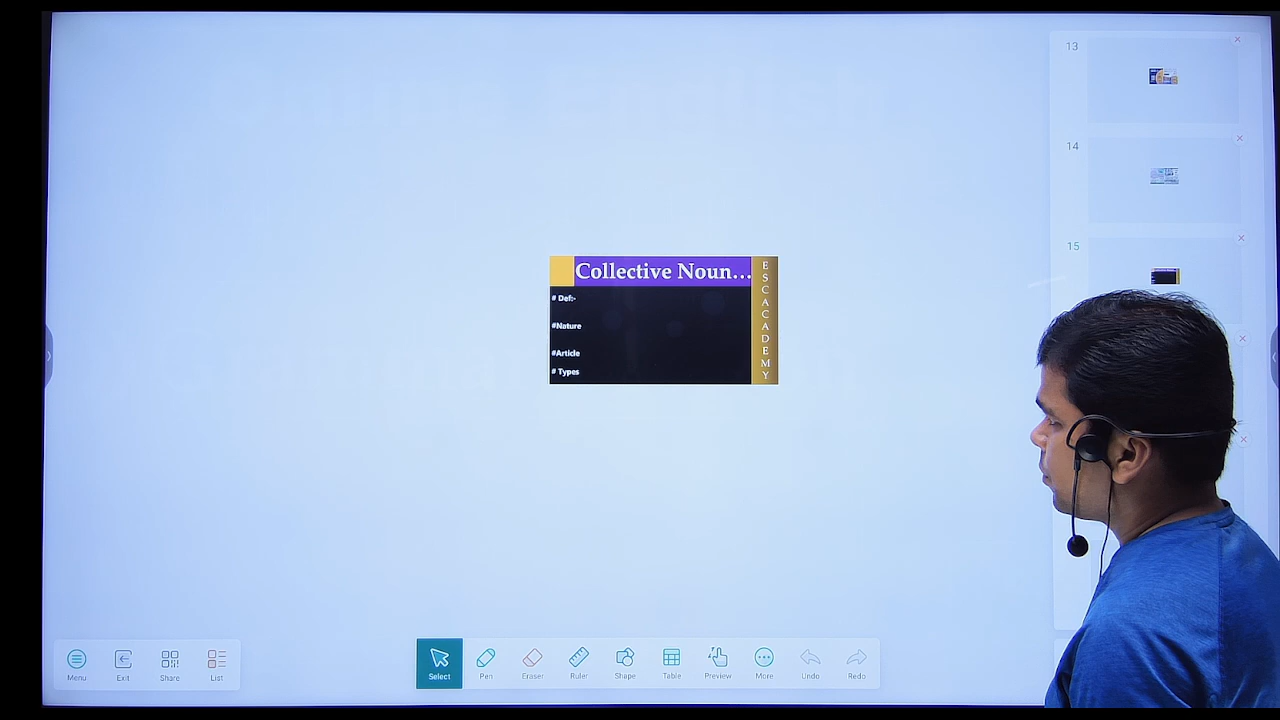 13
14
15
Collective Noun...
# Def:-
#Nature
#Article
# Types
ESCACADEMY
Menu
Exit
Share
List
Select
Pen
Eraser
Ruler
Shape
Table
Preview
More
Undo
Redo